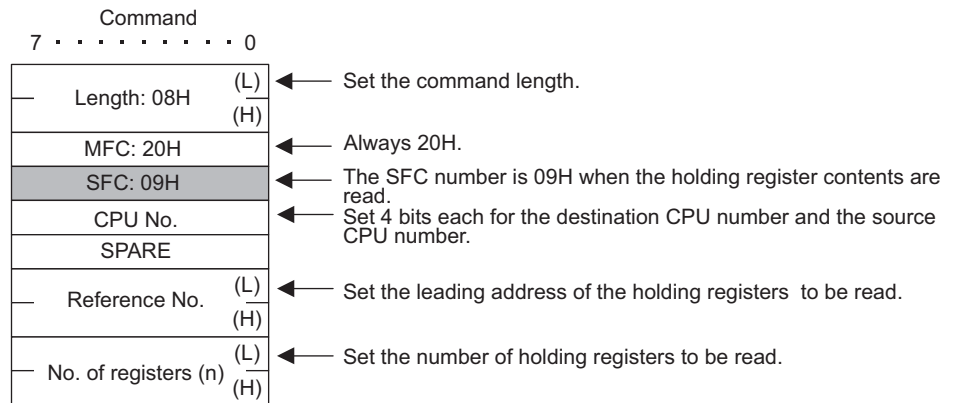 Command
7 · · · · · · · · · · 0
Length: 08H
(L)
(H)
Set the command length.
MFC: 20H
Always 20H.
SFC: 09H
The SFC number is 09H when the holding register contents are
read.
CPU No.
Set 4 bits each for the destination CPU number and the source
CPU number.
SPARE
Reference No.
(L)
(H)
Set the leading address of the holding registers to be read.
No. of registers (n)
(L)
(H)
Set the number of holding registers to be read.